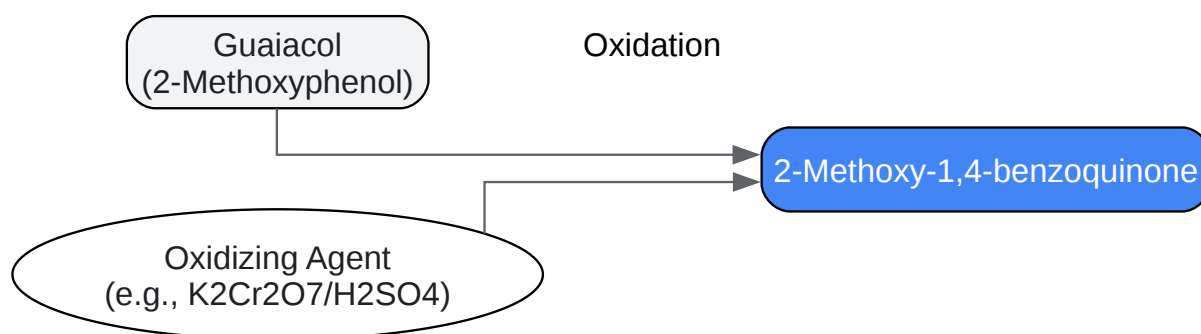 Guaiacol
(2-Methoxyphenol)
Oxidation
2-Methoxy-1,4-benzoquinone
Oxidizing Agent
(e.g., K2Cr2O7/H2SO4)